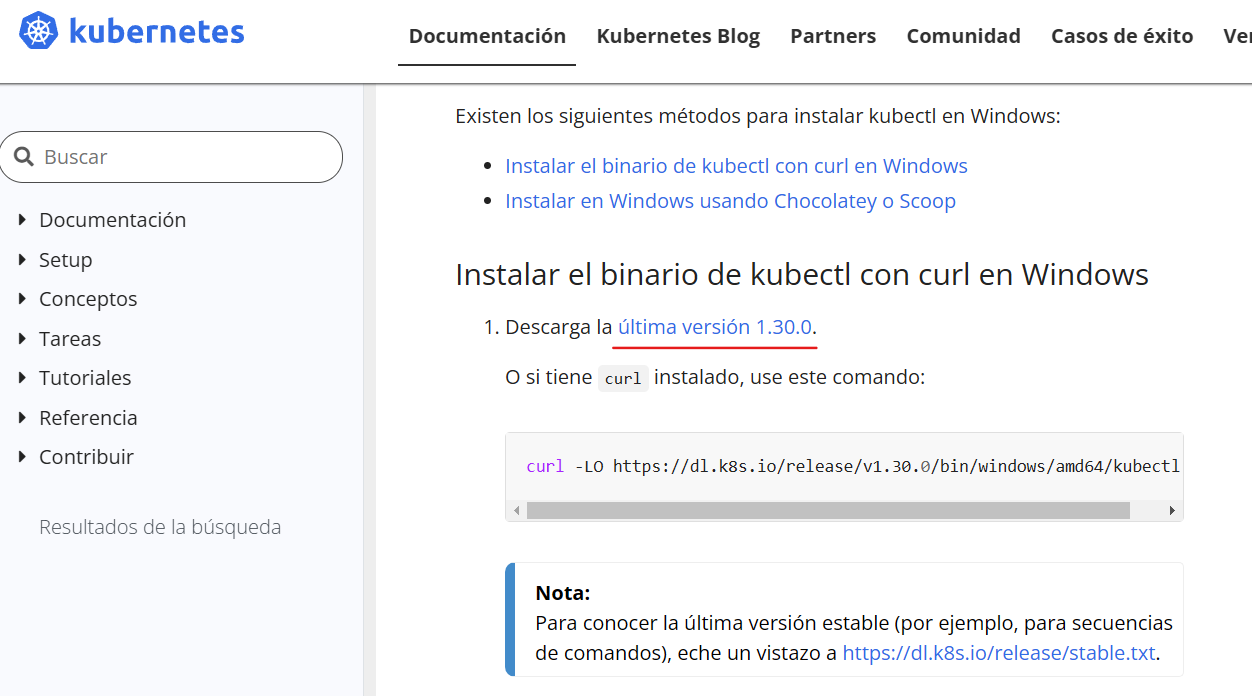 kubernetes
Documentación Kubernetes Blog Partners Comunidad Casos de éxito
Buscar
Documentación
Setup
Conceptos
Tareas
Tutoriales
Referencia
Contribuir
Resultados de la búsqueda
Existen los siguientes métodos para instalar kubectl en Windows:
Instalar el binario de kubectl con curl en Windows
Instalar en Windows usando Chocolatey o Scoop
Instalar el binario de kubectl con curl en Windows
1. Descarga la última versión 1.30.0.
O si tiene curl instalado, use este comando:
curl -LO https://dl.k8s.io/release/v1.30.0/bin/windows/amd64/kubectl
Nota:
Para conocer la última versión estable (por ejemplo, para secuencias
de comandos), eche un vistazo a https://dl.k8s.io/release/stable.txt.